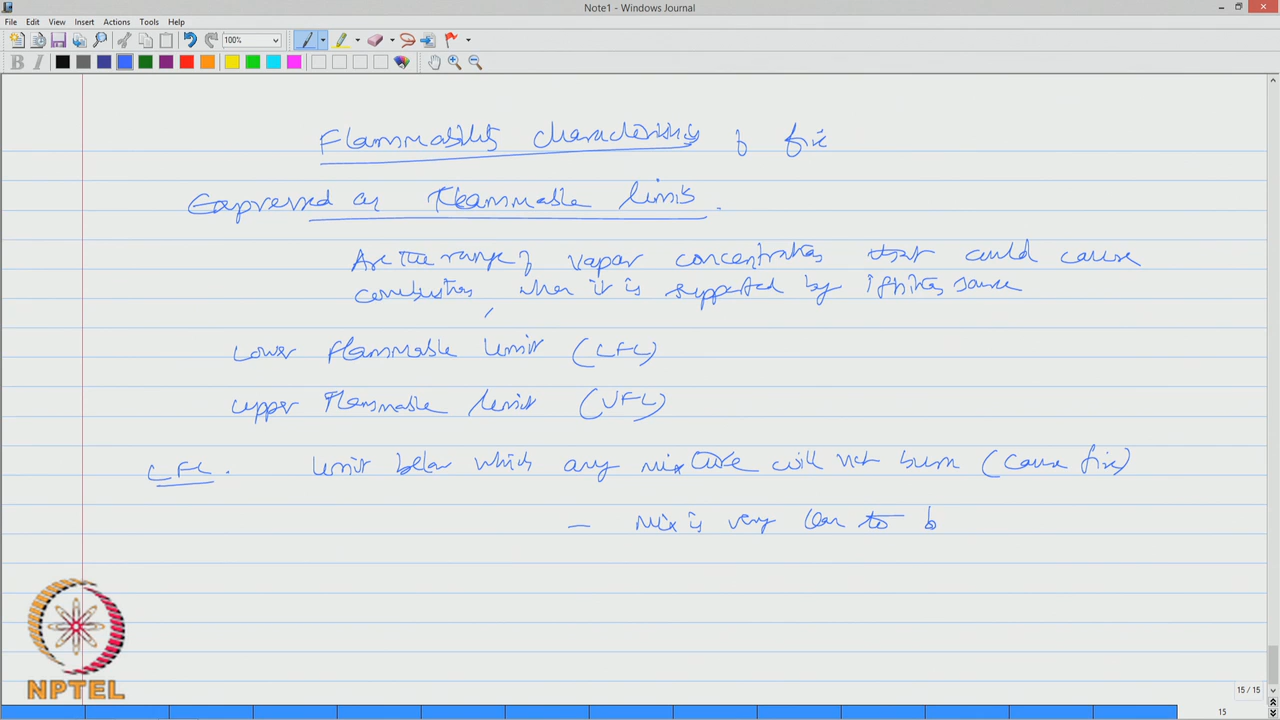 Note1 - Windows Journal
File Edit View Insert Actions Tools Help
100%
B I
Flammability characteristics of fire
Expressed as Flammable limits.
Are the range of vapor concentration that could cause
combustion when it is supported by ignition source
Lower flammable limit (LFL)
upper flammable limit (UFL)
LFL. limit below which any mixture will not burn (cause fire)
— Mix is very lean to b
NPTEL
15 / 15
15